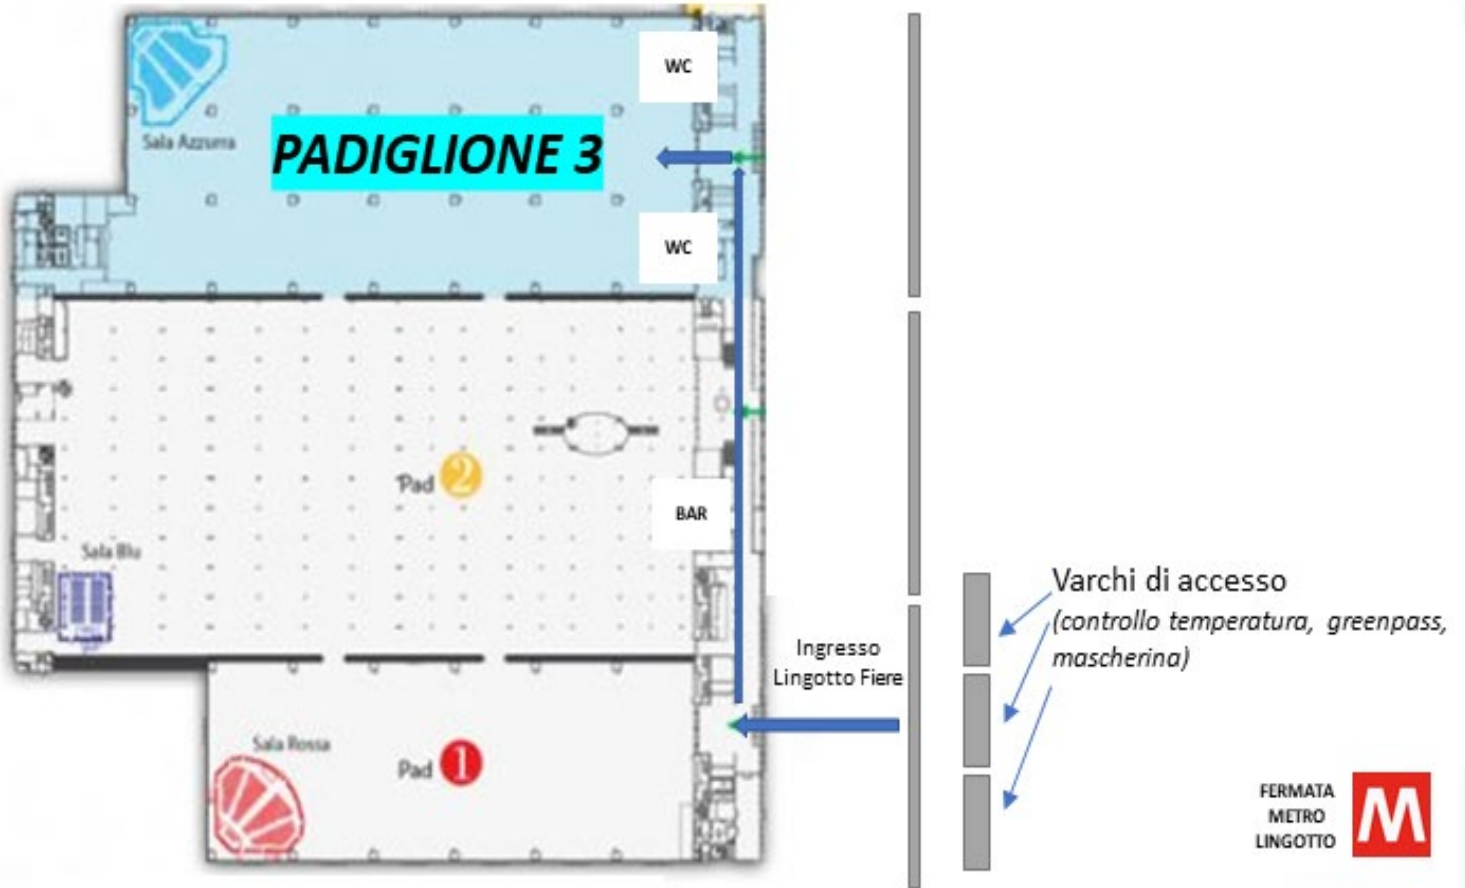 WC
Sala Azzurra
PADIGLIONE 3
WC
Pad 2
BAR
Sala Blu
Varchi di accesso
(controllo temperatura, greenpass,
mascherina)
Ingresso
Lingotto Fiere
Sala Rossa
Pad 1
FERMATA
METRO
LINGOTTO
M